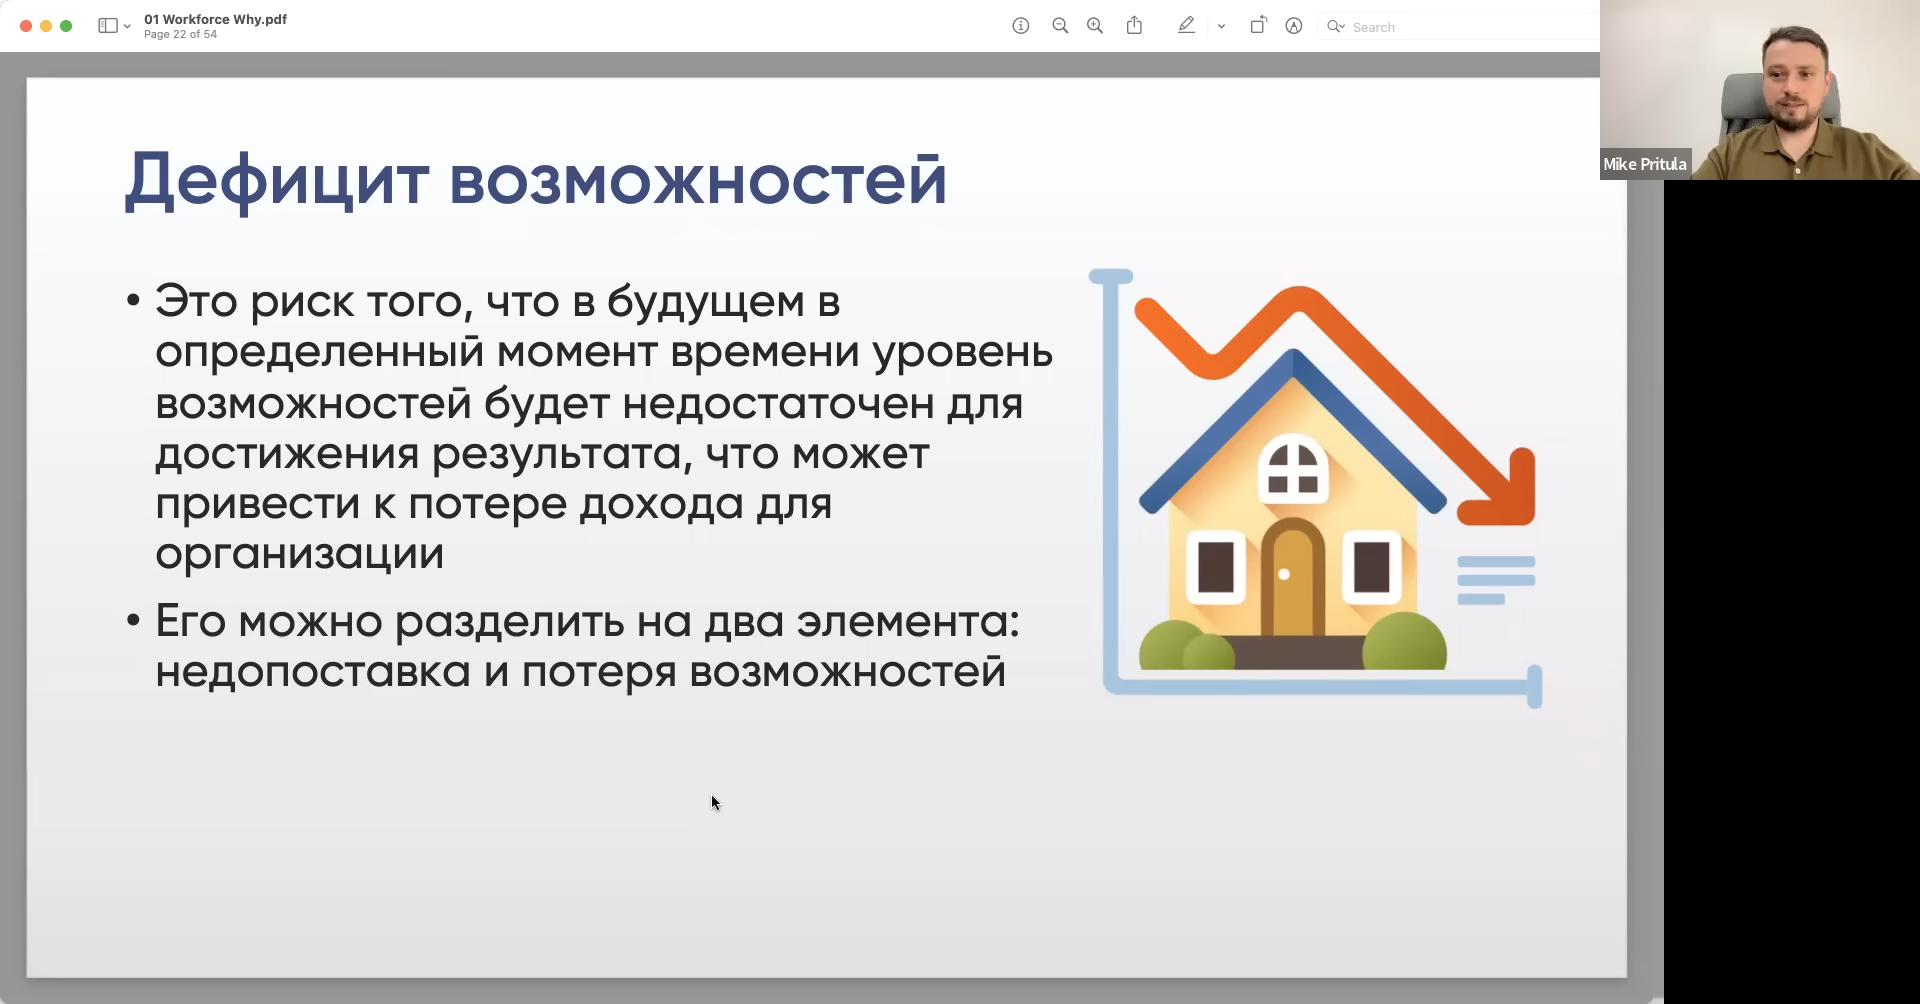 01 Workforce Why.pdf
Page 22 of 54
Search
Mike Pritula
Дефицит возможностей
• Это риск того, что в будущем в
определенный момент времени уровень
возможностей будет недостаточен для
достижения результата, что может
привести к потере дохода для
организации
• Его можно разделить на два элемента:
недопоставка и потеря возможностей